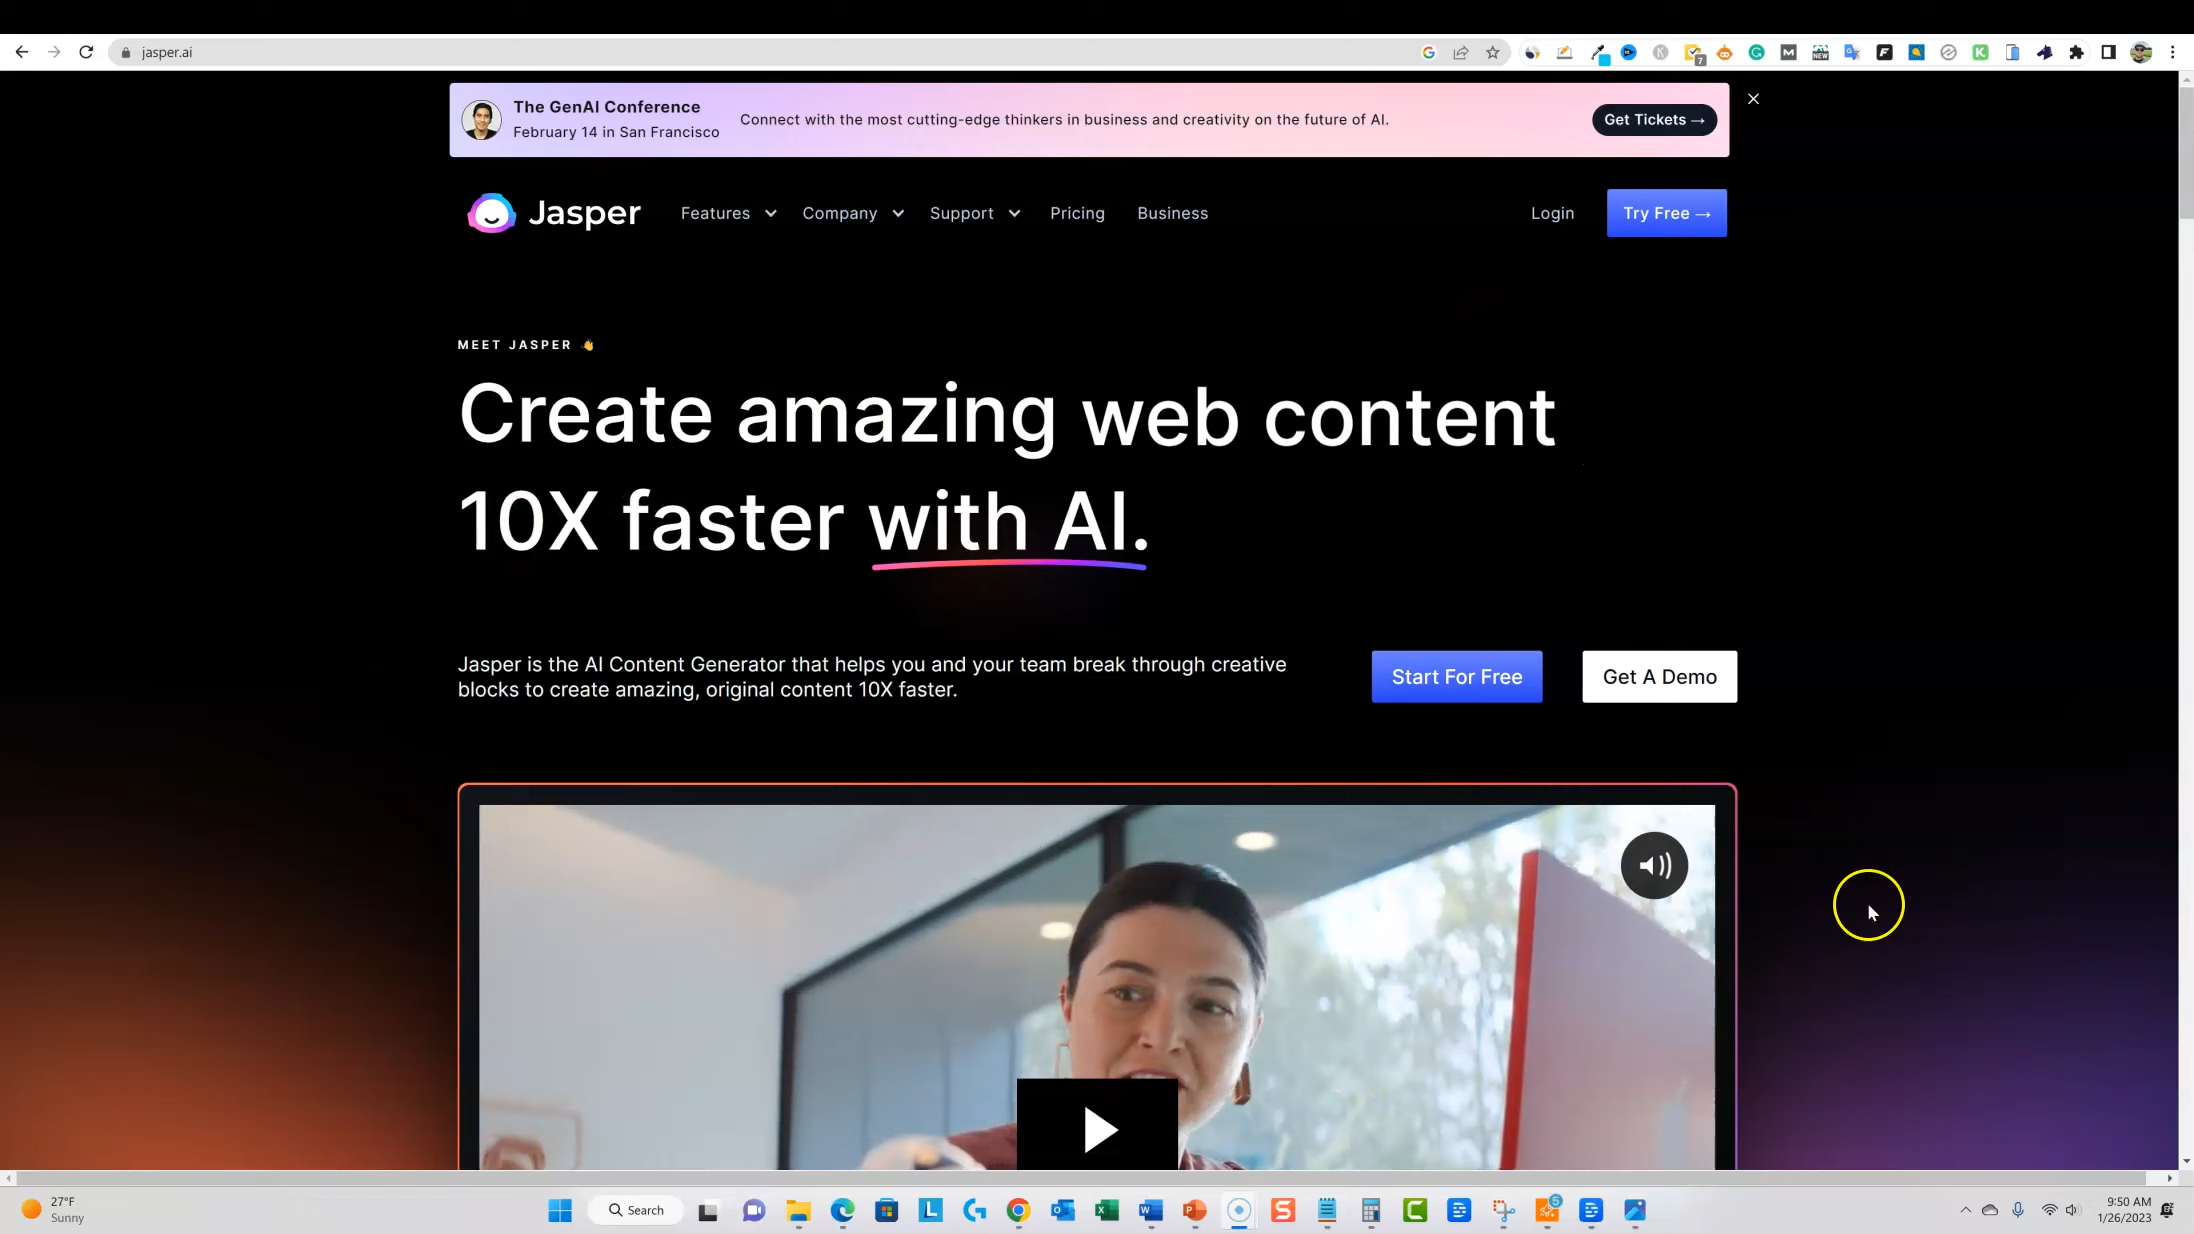 jasper.ai
The GenAI Conference
February 14 in San Francisco
Connect with the most cutting-edge thinkers in business and creativity on the future of AI.
Get Tickets →
Jasper
Features
Company
Support
Pricing
Business
Login
Try Free →
MEET JASPER 👋
Create amazing web content
10X faster with AI.
Jasper is the AI Content Generator that helps you and your team break through creative
blocks to create amazing, original content 10X faster.
Start For Free
Get A Demo
27°F
Sunny
Search
9:50 AM
1/26/2023